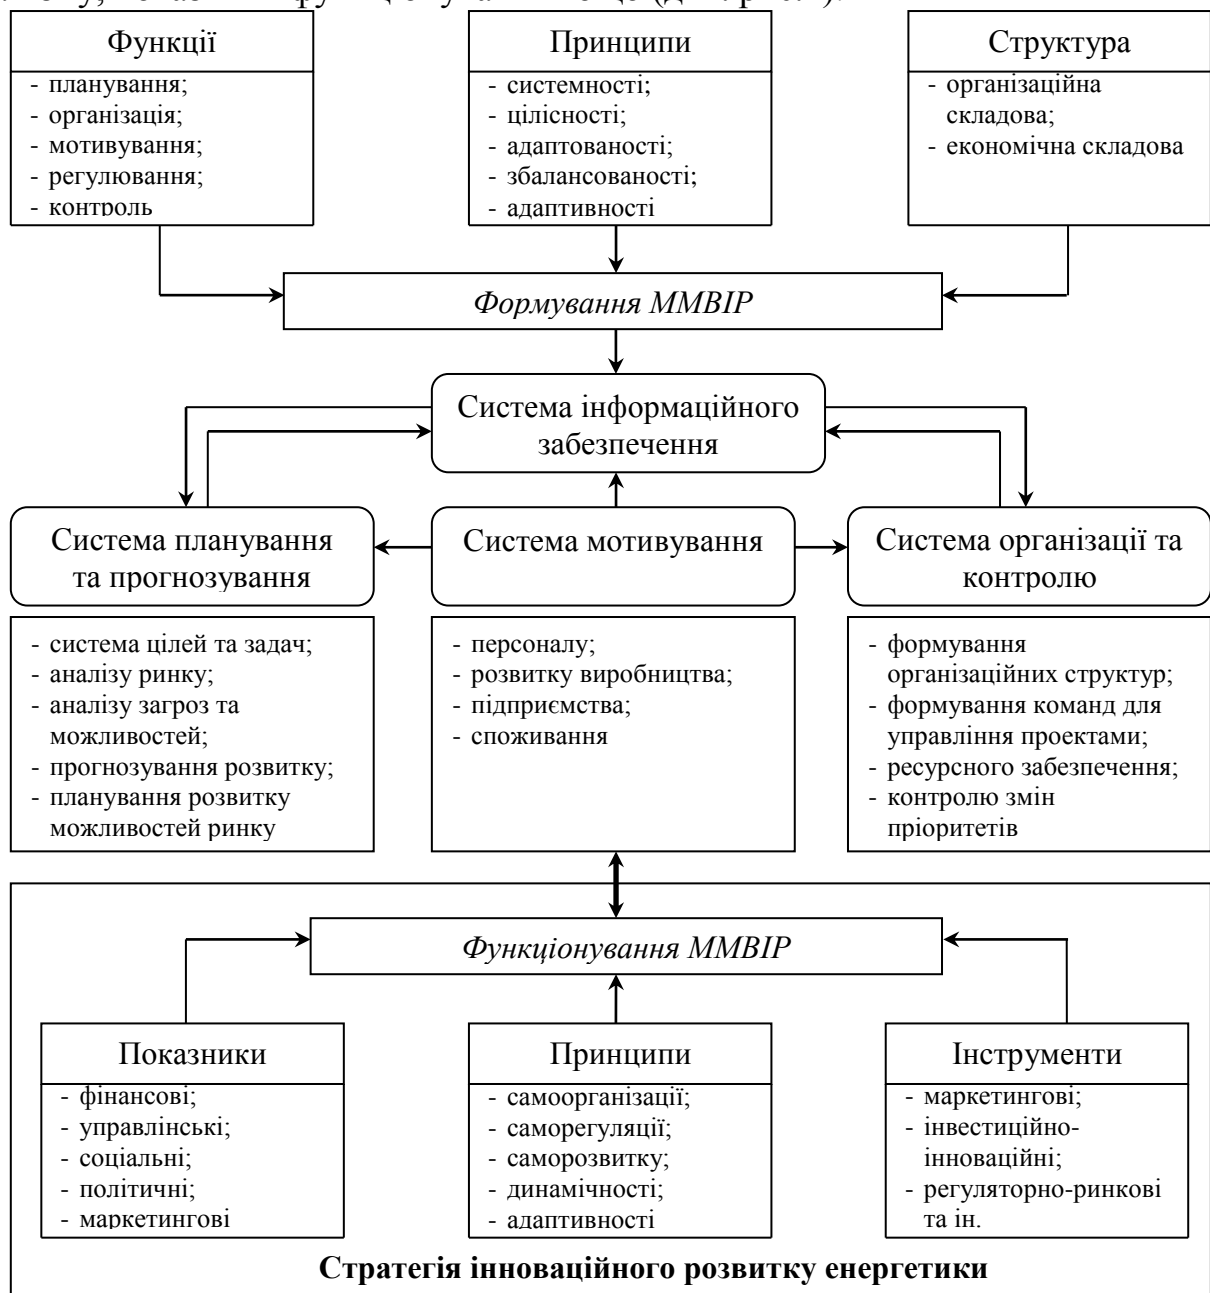 Функції
- планування;
- організація;
- мотивування;
- регулювання;
- контроль
Принципи
- системності;
- цілісності;
- адаптованості;
- збалансованості;
- адаптивності
Структура
- організаційна
складова;
- економічна складова
Формування ММВІР
Система інформаційного
забезпечення
Система планування
та прогнозування
Система мотивування
Система організації та
контролю
- система цілей та задач;
- аналізу ринку;
- аналізу загроз та
можливостей;
- прогнозування розвитку;
- планування розвитку
можливостей ринку
- персоналу;
- розвитку виробництва;
- підприємства;
- споживання
- формування
організаційних структур;
- формування команд для
управління проектами;
- ресурсного забезпечення;
- контролю змін
пріоритетів
Функціонування ММВІР
Показники
- фінансові;
- управлінські;
- соціальні;
- політичні;
- маркетингові
Принципи
- самоорганізації;
- саморегуляції;
- саморозвитку;
- динамічності;
- адаптивності
Інструменти
- маркетингові;
- інвестиційно-
інноваційні;
- регуляторно-ринкові
та ін.
Стратегія інноваційного розвитку енергетики